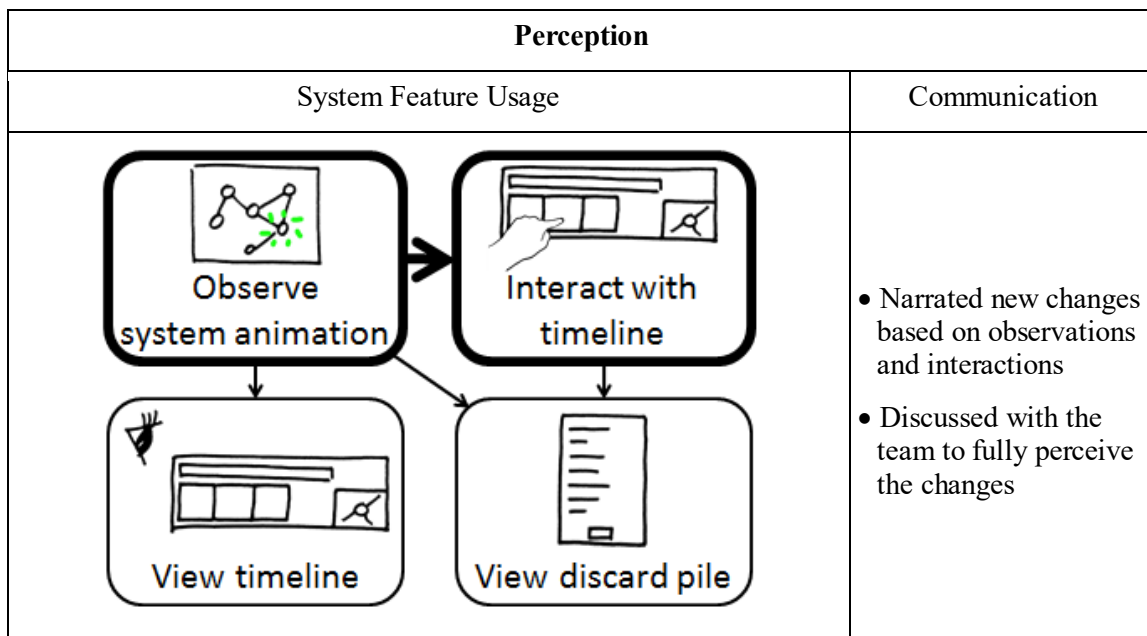 Perception
System Feature Usage
Communication
Observe
system animation
Interact with
timeline
View timeline
View discard pile
• Narrated new changes
based on observations
and interactions
• Discussed with the
team to fully perceive
the changes